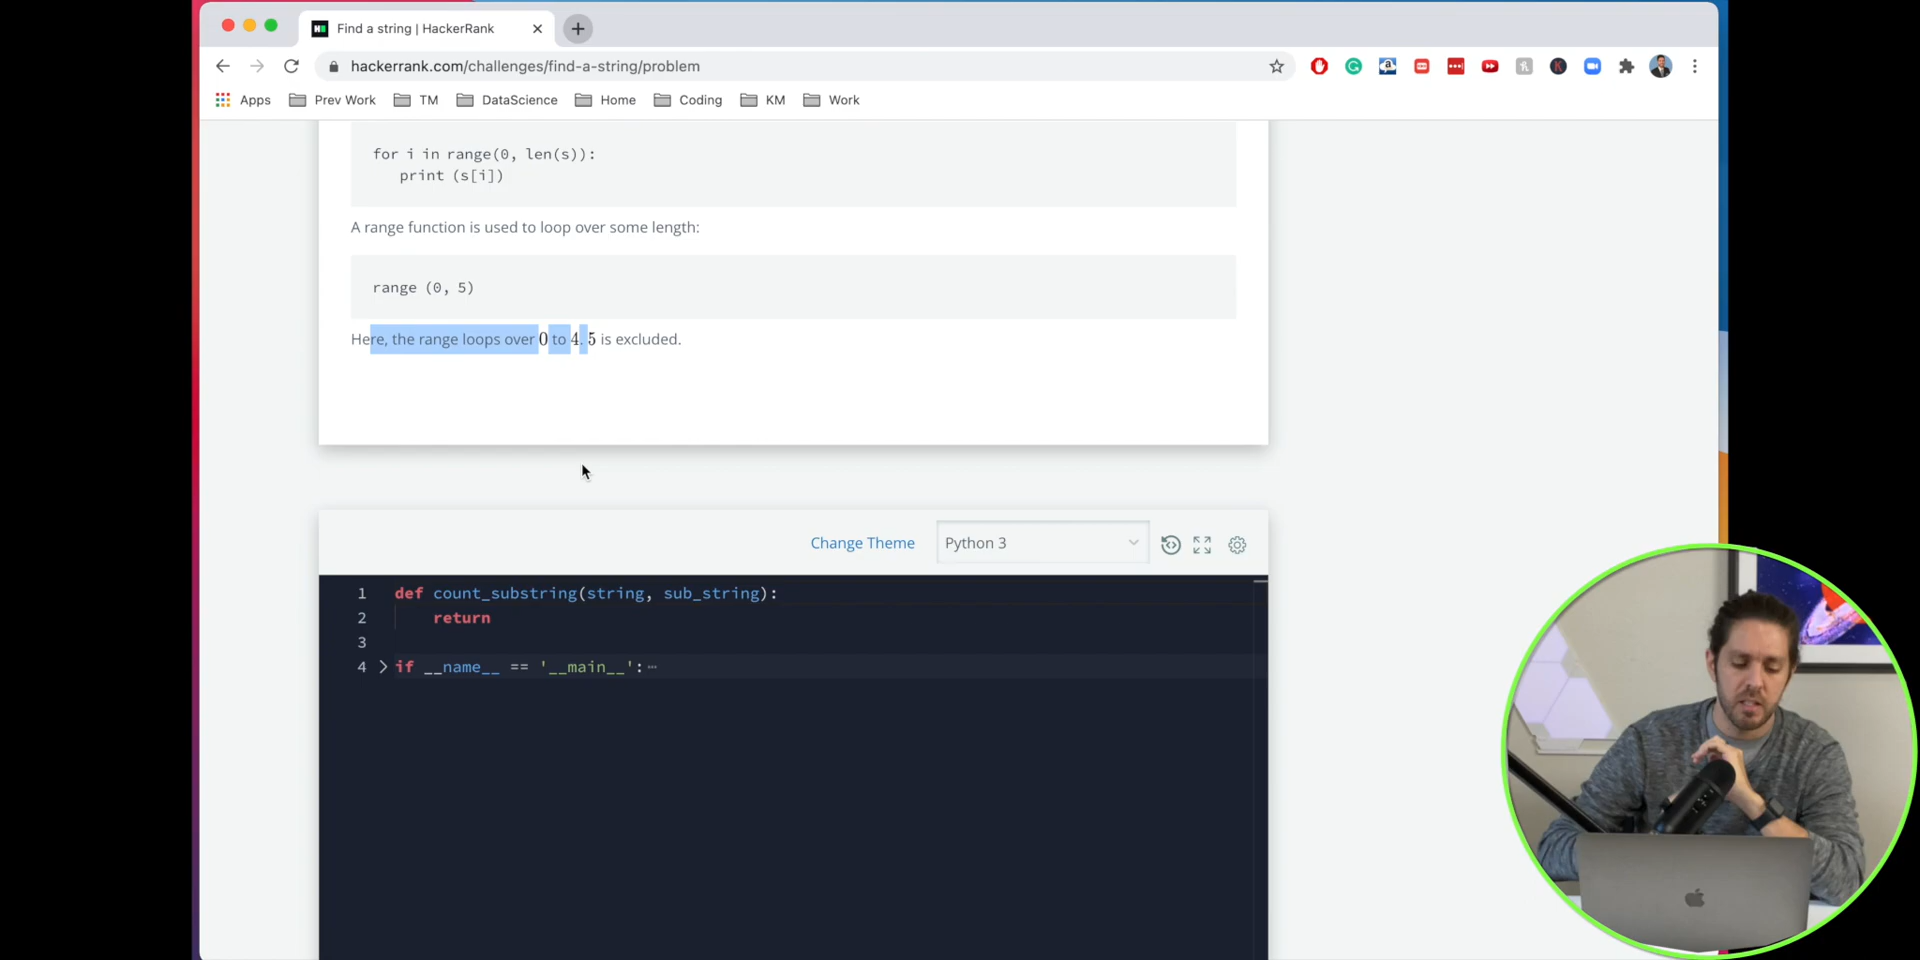 Find a string | HackerRank
hackerrank.com/challenges/find-a-string/problem
Apps Prev Work TM DataScience Home Coding KM Work
for i in range(0, len(s)):
print (s[i])
A range function is used to loop over some length:
range (0, 5)
Here, the range loops over 0 to 4. 5 is excluded.
Change Theme Python 3
1 def count_substring(string, sub_string):
2 return
3
4 if __name__ == '__main__':